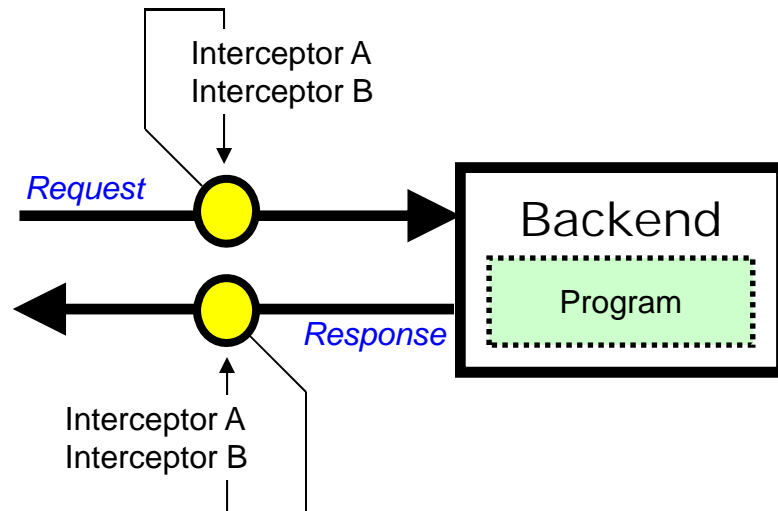 Interceptor A
Interceptor B
Request
Backend
Program
Response
Interceptor A
Interceptor B